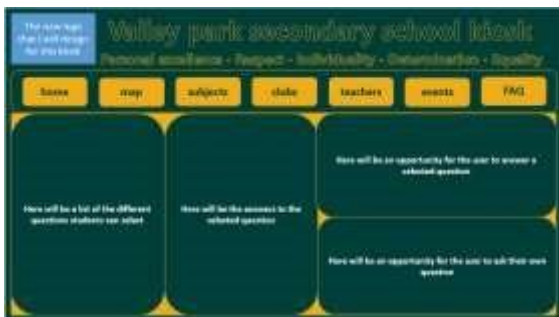 The new logo
that I will design
for this kiosk
Valley park secondary school kiosk
Personal excellence - Respect - Individuality - Determination - Equality
home
map
subjects
clubs
teachers
events
FAQ
Here will be a list of the different
questions students can select
Here will be the answers to the
selected question
Here will be an opportunity for the user to answer a
selected question
Here will be an opportunity for the user to ask their own
question